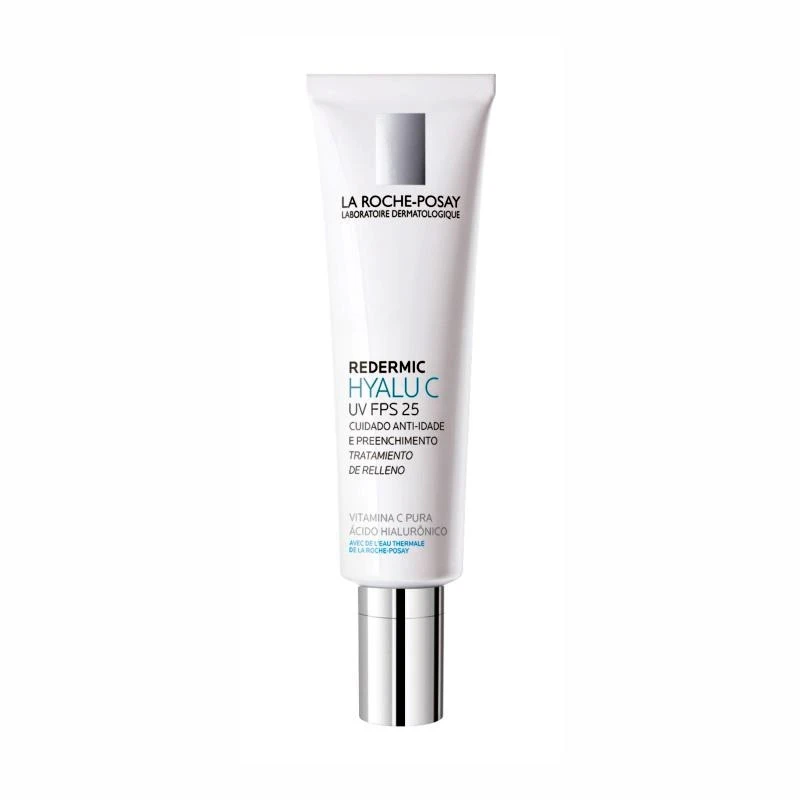 LA ROCHE-POSAY
LABORATOIRE DERMATOLOGIQUE
REDERMIC
HYALU C
UV FPS 25
CUIDADO ANTI-IDADE
E PREENCHIMENTO
TRATAMIENTO
DE RELLENO
VITAMINA C PURA
ÁCIDO HIALURÔNICO
AVEC DE L'EAU THERMALE
DE LA ROCHE-POSAY